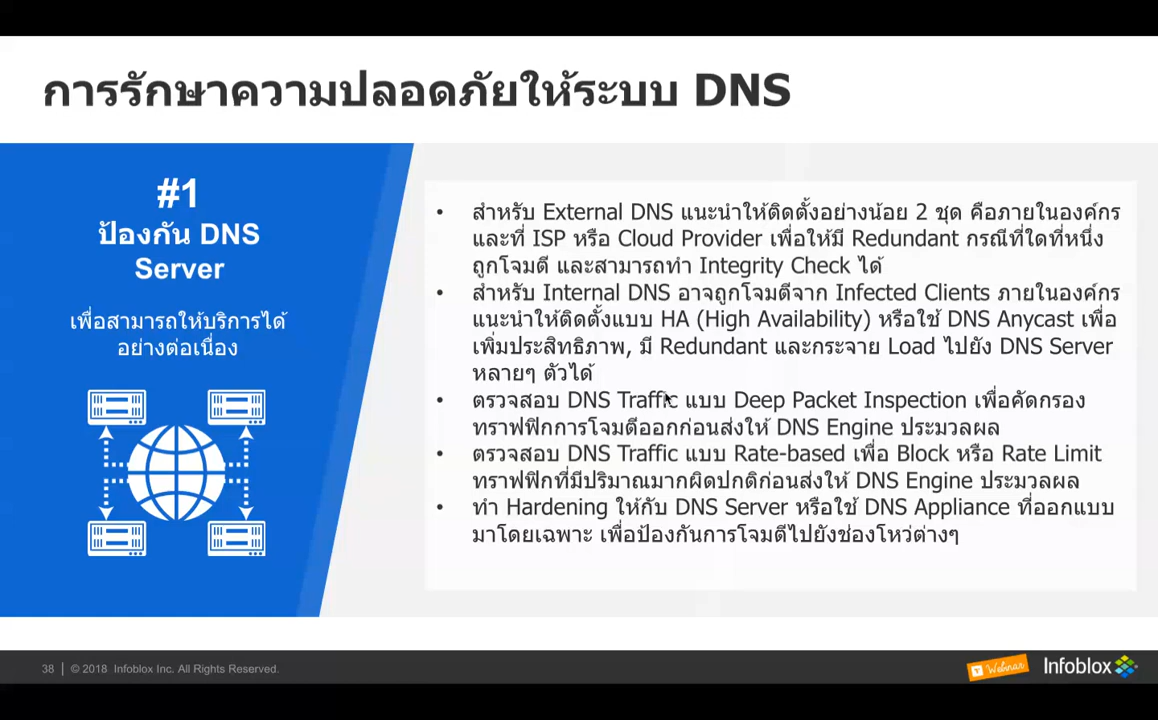 การรักษาความปลอดภัยให้ระบบ DNS
#1
ป้องกัน DNS
Server
เพื่อสามารถให้บริการได้
อย่างต่อเนื่อง
• สำหรับ External DNS แนะนำให้ติดตั้งอย่างน้อย 2 ชุด คือภายในองค์กร
และที่ ISP หรือ Cloud Provider เพื่อให้มี Redundant กรณีที่ใดที่หนึ่ง
ถูกโจมตี และสามารถทำ Integrity Check ได้
• สำหรับ Internal DNS อาจถูกโจมตีจาก Infected Clients ภายในองค์กร
แนะนำให้ติดตั้งแบบ HA (High Availability) หรือใช้ DNS Anycast เพื่อ
เพิ่มประสิทธิภาพ, มี Redundant และกระจาย Load ไปยัง DNS Server
หลายๆ ตัวได้
• ตรวจสอบ DNS Traffic แบบ Deep Packet Inspection เพื่อคัดกรอง
ทราฟฟิกการโจมตีออกก่อนส่งให้ DNS Engine ประมวลผล
• ตรวจสอบ DNS Traffic แบบ Rate-based เพื่อ Block หรือ Rate Limit
ทราฟฟิกที่มีปริมาณมากผิดปกติก่อนส่งให้ DNS Engine ประมวลผล
• ทำ Hardening ให้กับ DNS Server หรือใช้ DNS Appliance ที่ออกแบบ
มาโดยเฉพาะ เพื่อป้องกันการโจมตีไปยังช่องโหว่ต่างๆ
38 | © 2018 Infoblox Inc. All Rights Reserved.
Webinar
Infoblox